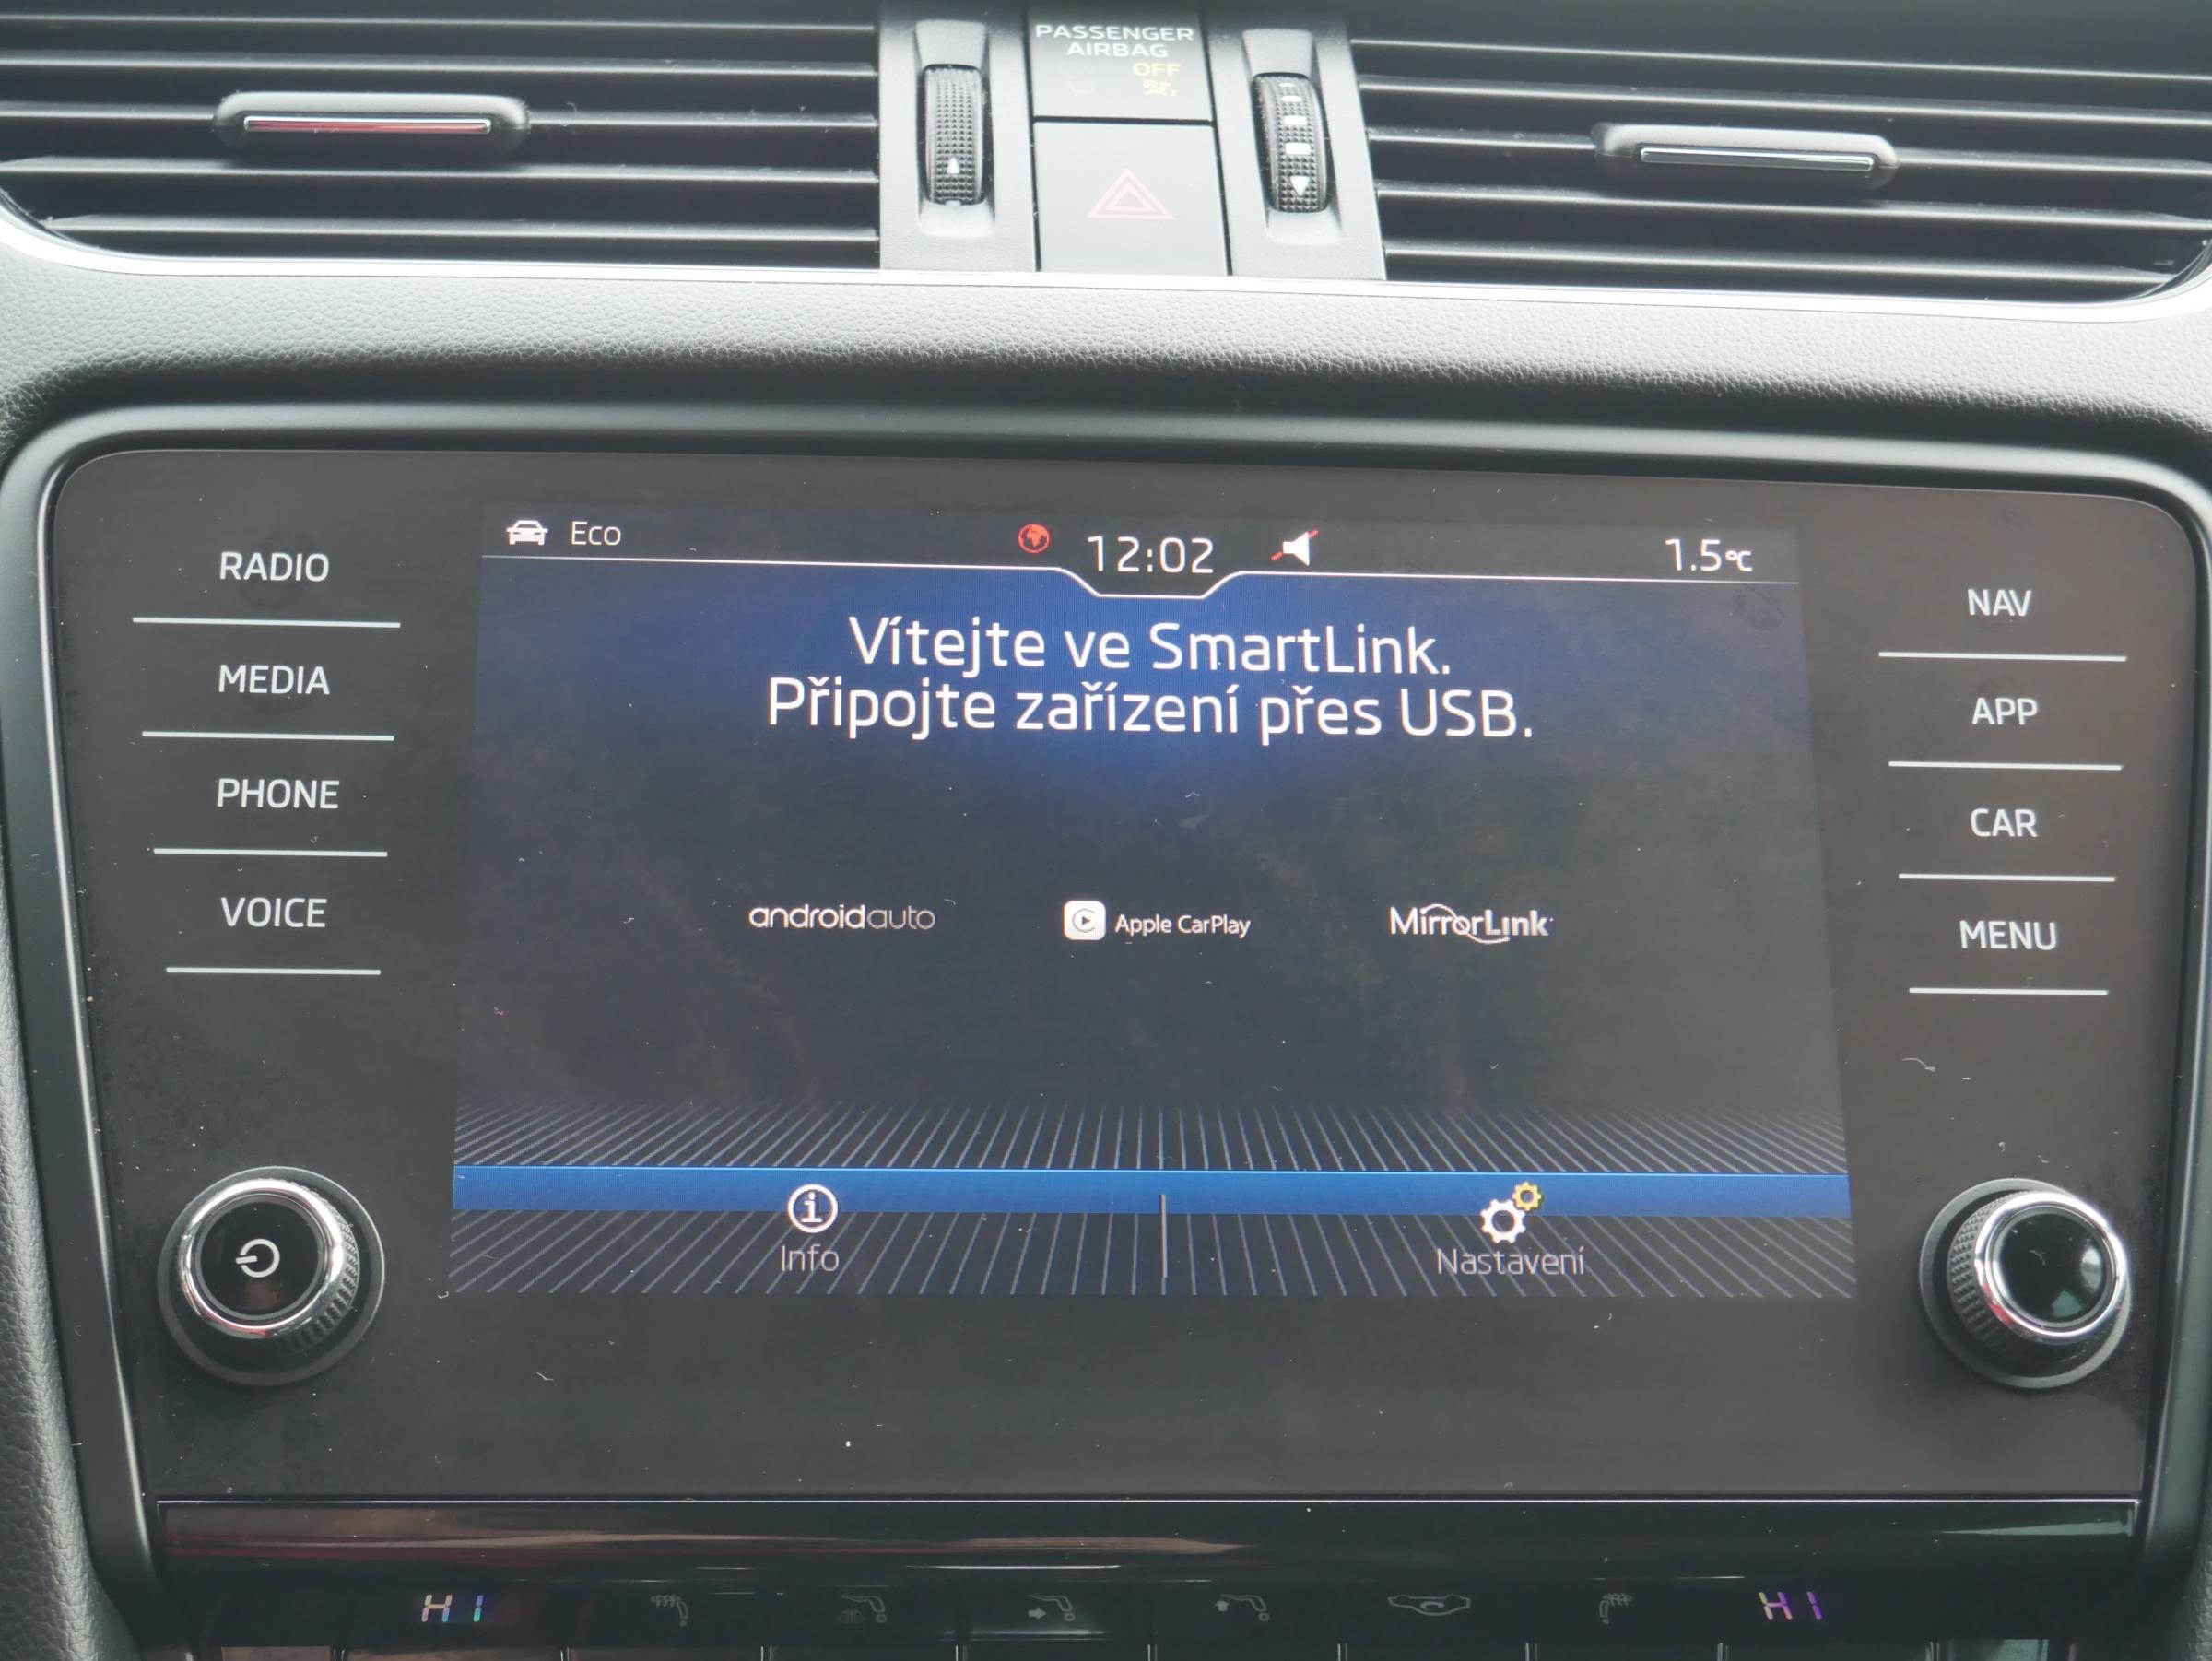 PASSENGER
AIRBAG
OFF
RADIO
MEDIA
PHONE
VOICE
Eco
12:02
1.5°C
Vítejte ve SmartLink.
Připojte zařízení přes USB.
androidauto
Apple CarPlay
MirrorLink
Info
Nastavení
NAV
APP
CAR
MENU
HI
HI